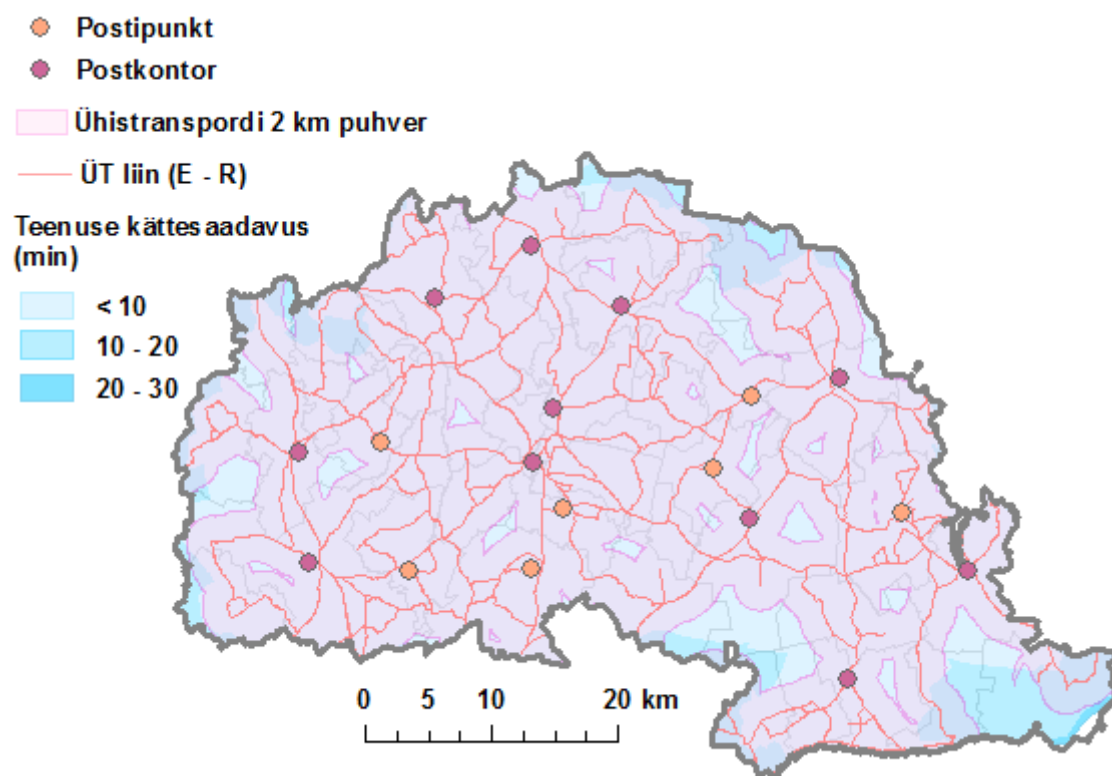 Postipunkt
Postkontor
Ühistranspordi 2 km puhver
ÜT liin (E - R)
Teenuse kättesaadavus
(min)
< 10
10 - 20
20 - 30
0 5 10 20 km